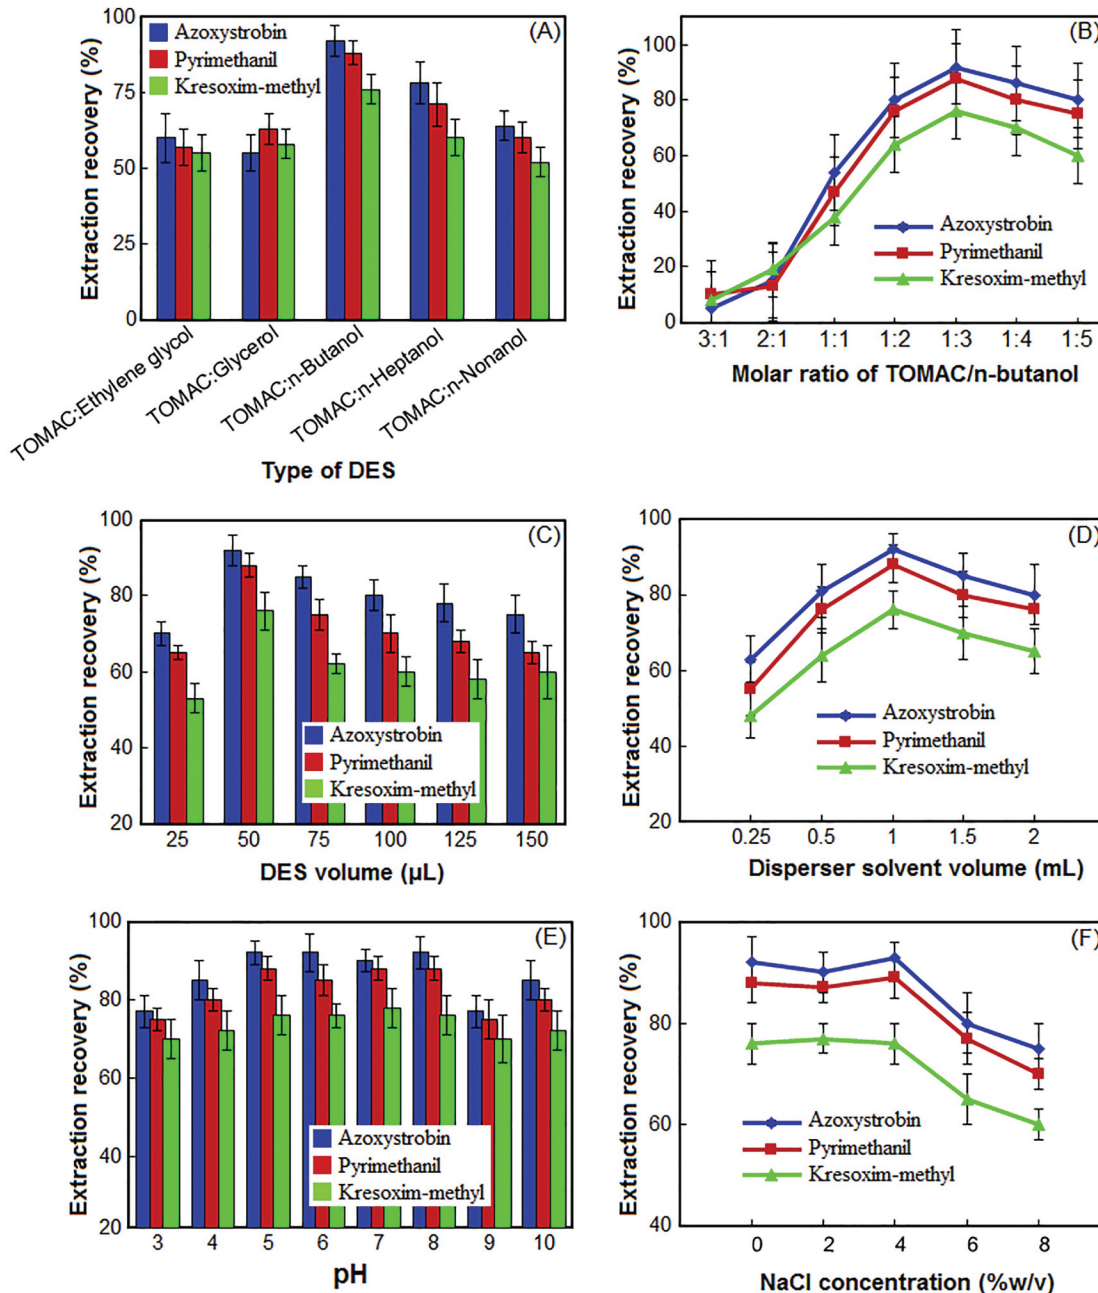 (A)
Extraction recovery (%)
100
75
50
25
0
Azoxystrobin
Pyrimethanil
Kresoxim-methyl
TOMAC:Ethylene glycol
TOMAC:Glycerol
TOMAC:n-Butanol
TOMAC:n-Heptanol
TOMAC:n-Nonanol
Type of DES
(B)
Extraction recovery (%)
100
80
60
40
20
0
Azoxystrobin
Pyrimethanil
Kresoxim-methyl
3:1 2:1 1:1 1:2 1:3 1:4 1:5
Molar ratio of TOMAC/n-butanol
(C)
Extraction recovery (%)
100
80
60
40
20
Azoxystrobin
Pyrimethanil
Kresoxim-methyl
25 50 75 100 125 150
DES volume (µL)
(D)
Extraction recovery (%)
100
80
60
40
20
Azoxystrobin
Pyrimethanil
Kresoxim-methyl
0.25 0.5 1 1.5 2
Disperser solvent volume (mL)
(E)
Extraction recovery (%)
100
80
60
40
20
Azoxystrobin
Pyrimethanil
Kresoxim-methyl
3 4 5 6 7 8 9 10
pH
(F)
Extraction recovery (%)
100
80
60
40
Azoxystrobin
Pyrimethanil
Kresoxim-methyl
0 2 4 6 8
NaCl concentration (%w/v)